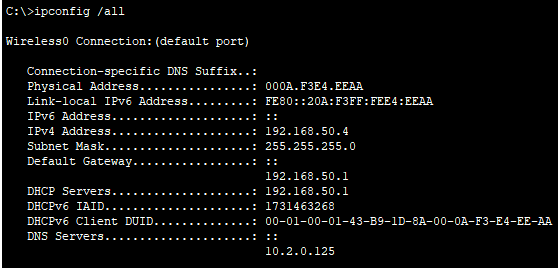 C:\>ipconfig /all
Wireless0 Connection:(default port)
Connection-specific DNS Suffix..:
Physical Address................: 000A.F3E4.EEAA
Link-local IPv6 Address.........: FE80::20A:F3FF:FEE4:EEAA
IPv6 Address....................: ::
IPv4 Address....................: 192.168.50.4
Subnet Mask.....................: 255.255.255.0
Default Gateway.................: ::
192.168.50.1
DHCP Servers....................: 192.168.50.1
DHCPv6 IAID.....................: 1731463268
DHCPv6 Client DUID..............: 00-01-00-01-43-B9-1D-8A-00-0A-F3-E4-EE-AA
DNS Servers.....................: ::
10.2.0.125